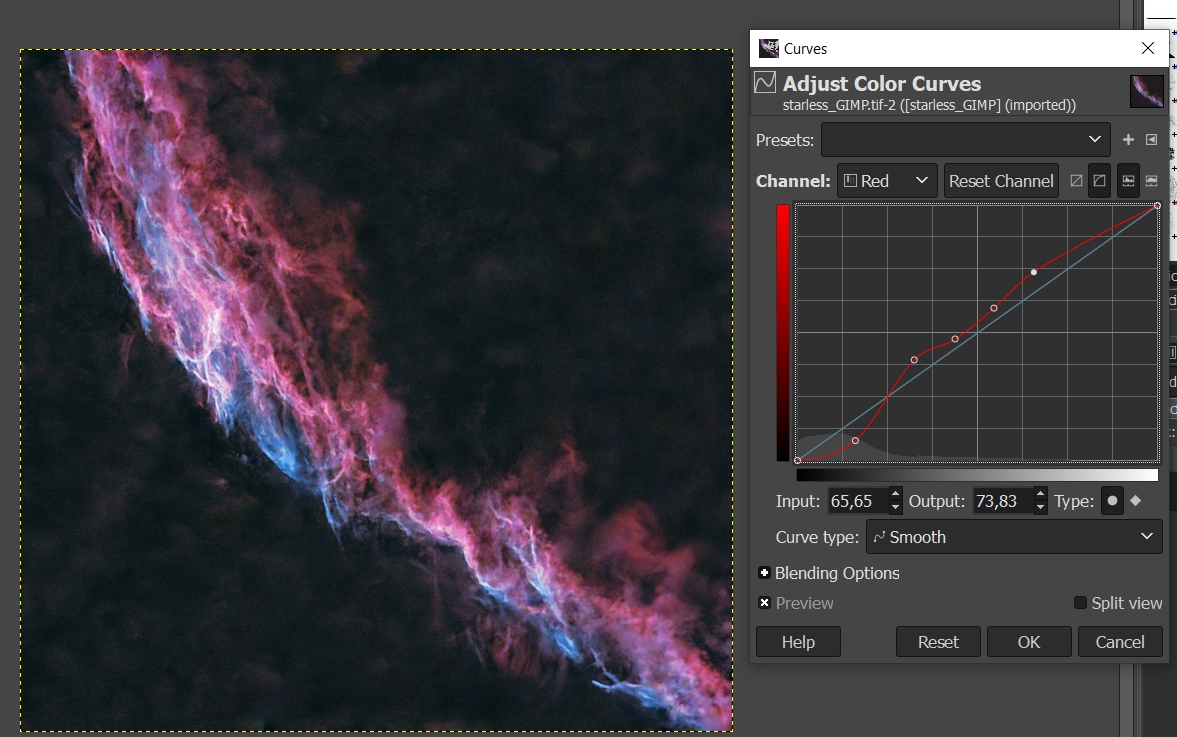 Curves
Adjust Color Curves
starless_GIMP.tif-2 ([starless_GIMP] (imported))
Presets:
Channel: Red Reset Channel
Input: 65,65 Output: 73,83 Type:
Curve type: Smooth
Blending Options
Preview Split view
Help Reset OK Cancel